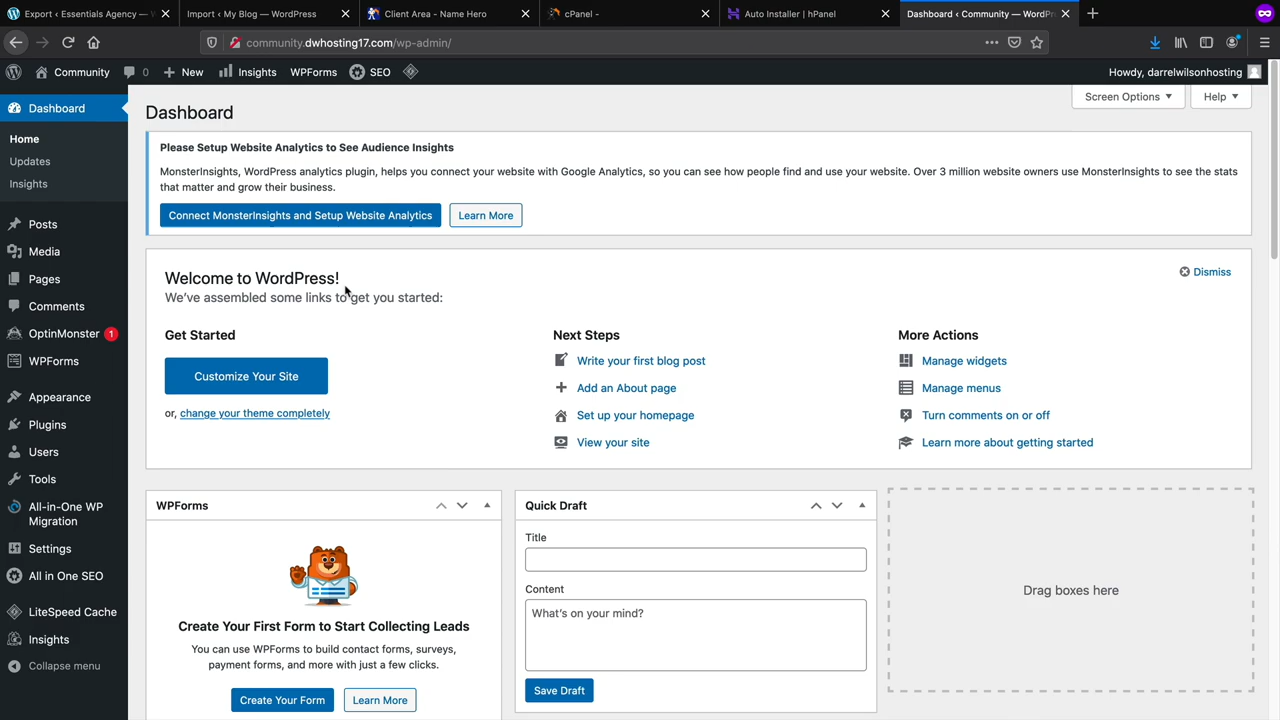 Export ‹ Essentials Agency — W
Import ‹ My Blog — WordPress
Client Area - Name Hero
cPanel -
Auto Installer | hPanel
Dashboard ‹ Community — WordPr
community.dwhosting17.com/wp-admin/
Community
0
New
Insights
WPForms
SEO
Howdy, darrelwilsonhosting
Dashboard
Home
Updates
Insights
Posts
Media
Pages
Comments
OptinMonster 1
WPForms
Appearance
Plugins
Users
Tools
All-in-One WP
Migration
Settings
All in One SEO
LiteSpeed Cache
Insights
Collapse menu
Screen Options
Help
Dashboard
Please Setup Website Analytics to See Audience Insights
MonsterInsights, WordPress analytics plugin, helps you connect your website with Google Analytics, so you can see how people find and use your website. Over 3 million website owners use MonsterInsights to see the stats
that matter and grow their business.
Connect MonsterInsights and Setup Website Analytics
Learn More
Welcome to WordPress!
We've assembled some links to get you started:
Dismiss
Get Started
Customize Your Site
or, change your theme completely
Next Steps
Write your first blog post
Add an About page
Set up your homepage
View your site
More Actions
Manage widgets
Manage menus
Turn comments on or off
Learn more about getting started
WPForms
Create Your First Form to Start Collecting Leads
You can use WPForms to build contact forms, surveys,
payment forms, and more with just a few clicks.
Create Your Form
Learn More
Quick Draft
Title
Content
What's on your mind?
Save Draft
Drag boxes here